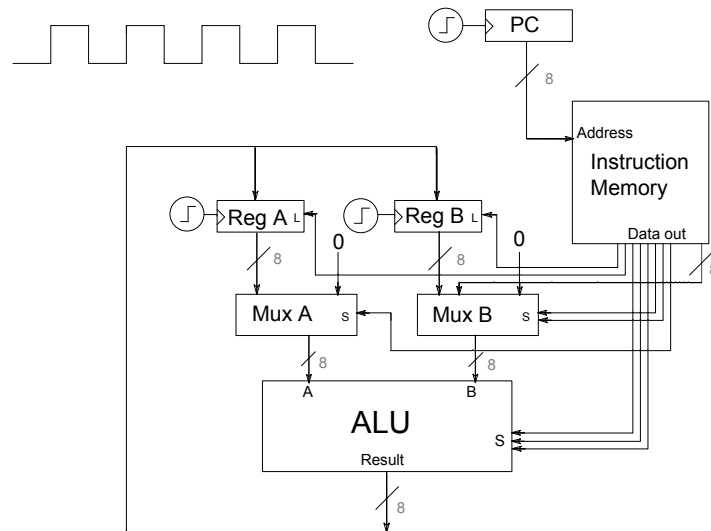 PC
8
Address
Instruction
Memory
Data out
8
Reg A L
Reg B L
8
0
8
0
Mux A S
Mux B S
8
8
A
B
ALU
S
Result
8